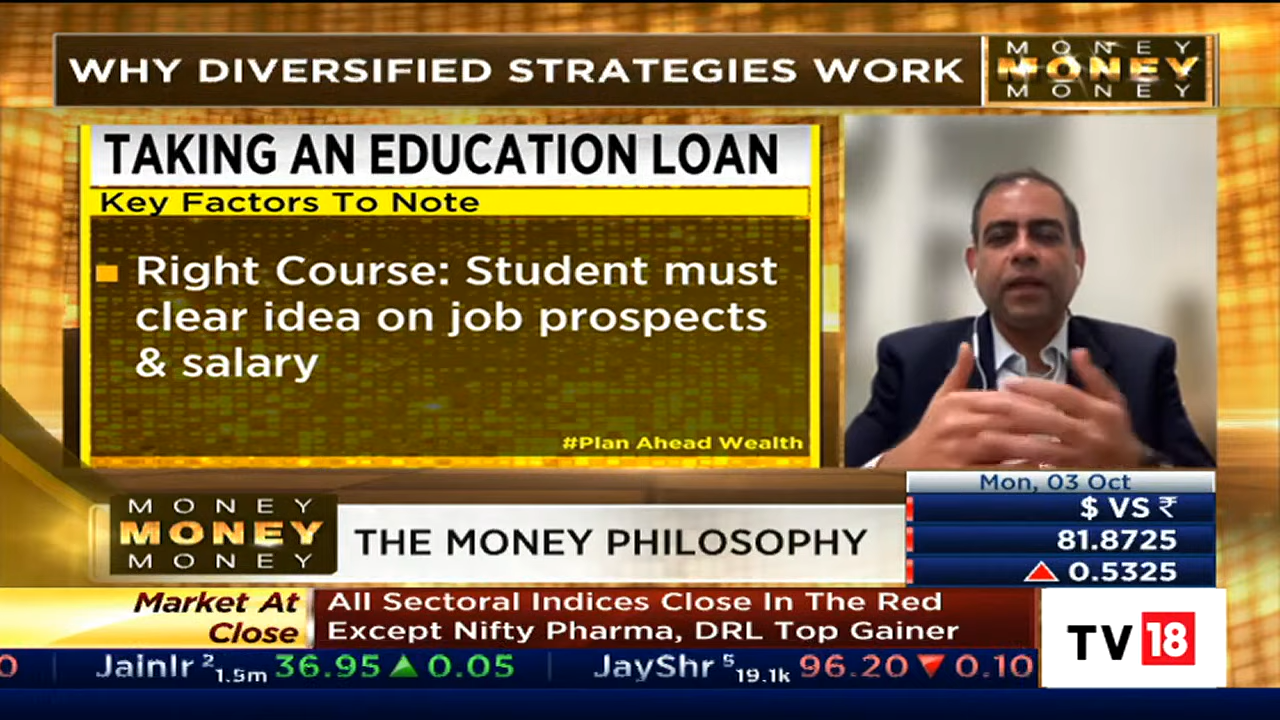 WHY DIVERSIFIED STRATEGIES WORK
MONEY
MONEY
MONEY
TAKING AN EDUCATION LOAN
Key Factors To Note
Right Course: Student must
clear idea on job prospects
& salary
#Plan Ahead Wealth
MONEY
MONEY
MONEY
THE MONEY PHILOSOPHY
Mon, 03 Oct
$ VS ₹
81.8725
▲ 0.5325
Market At
Close
All Sectoral Indices Close In The Red
Except Nifty Pharma, DRL Top Gainer
TV18
0 JainIr 2 1.5m 36.95 ▲ 0.05 JayShr 5 19.1k 96.20 ▼ 0.10